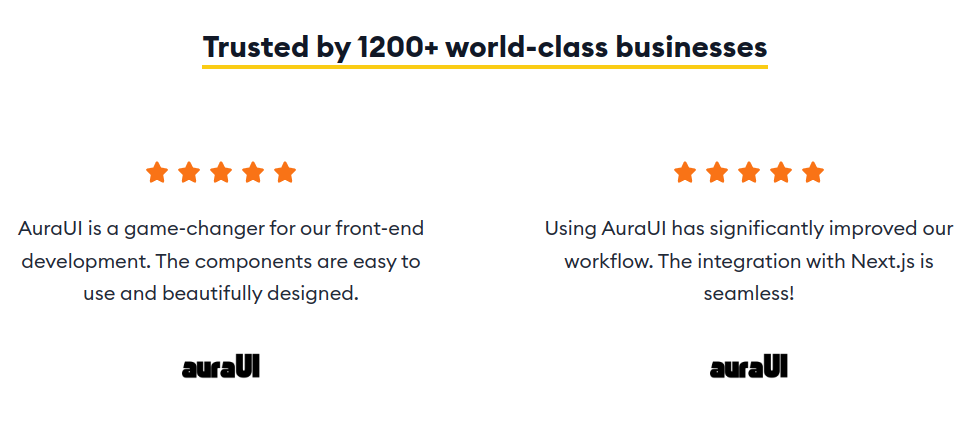 Trusted by 1200+ world-class businesses
AuraUI is a game-changer for our front-end
development. The components are easy to
use and beautifully designed.
auraUI
Using AuraUI has significantly improved our
workflow. The integration with Next.js is
seamless!
auraUI